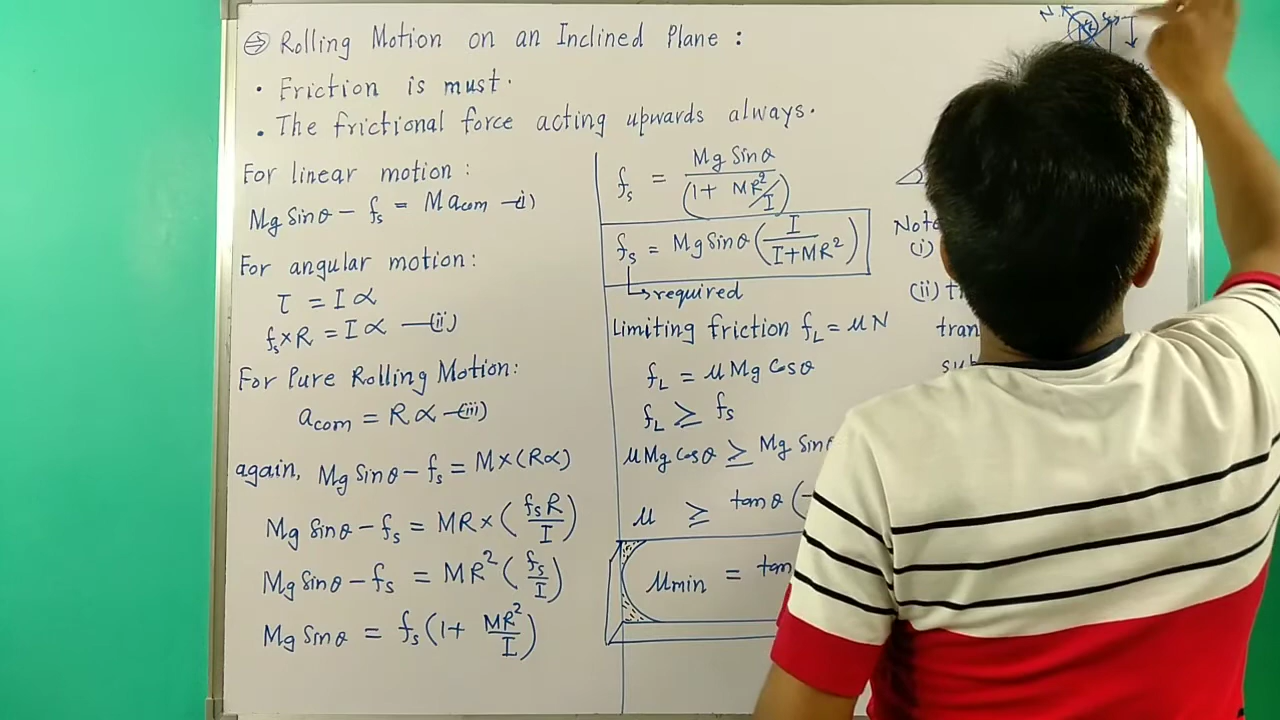 ⇒ Rolling Motion on an Inclined Plane :
• Friction is must.
• The frictional force acting upwards always.
For linear motion :
Mg Sinθ - fs = M acom —(i)
For angular motion :
τ = I α
fs×R = I α —(ii)
For Pure Rolling Motion:
acom = R α —(iii)
again, Mg Sinθ - fs = M×(Rα)
Mg Sinθ - fs = MR × (fsR/I)
Mg Sinθ - fs = MR² (fs/I)
Mg Sinθ = fs (1+ MR²/I)
fs = Mg Sinθ/(1+ MR²/I)
fs = Mg Sinθ (I/(I+MR²))
↳ required
Limiting friction fL = μN
fL = μ Mg Cosθ
fL ≥ fs
μ Mg Cosθ ≥ Mg Sinθ
μ ≥ tanθ (
μmin = tan
N
Note
(i)
(ii)
tran